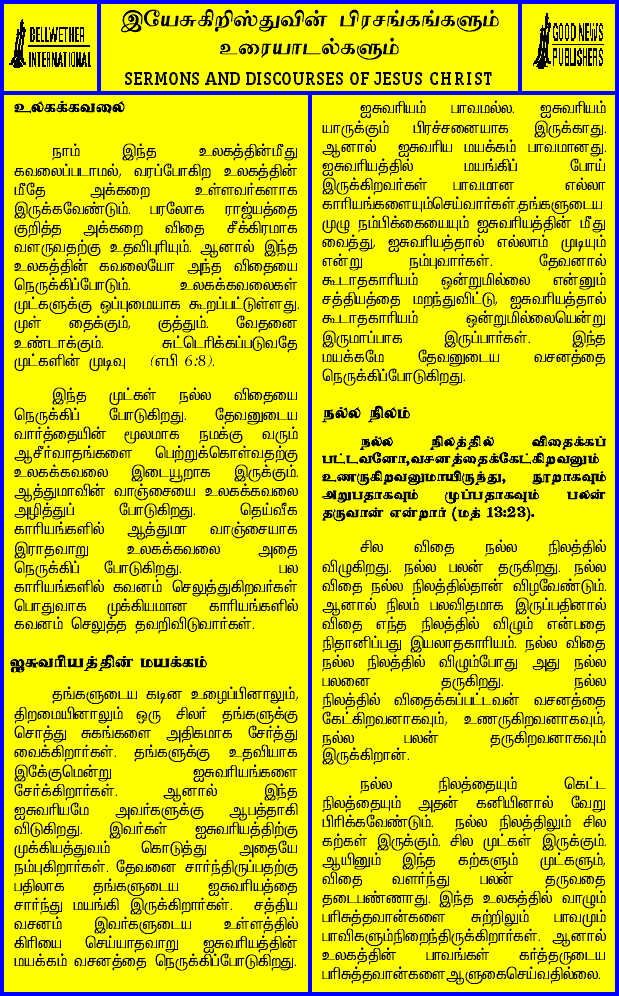 BELLWETHER
INTERNATIONAL
இயேசுகிறிஸ்துவின் பிரசங்கங்களும்
உரையாடல்களும்
SERMONS AND DISCOURSES OF JESUS CHRIST
GOOD NEWS
PUBLISHERS
உலகக்கவலை
நாம் இந்த உலகத்தின்மீது
கவலைப்படாமல், வரப்போகிற உலகத்தின்
மீதே அக்கறை உள்ளவர்களாக
இருக்கவேண்டும். பரலோக ராஜ்யத்தை
குறித்த அக்கறை விதை சீக்கிரமாக
வளருவதற்கு உதவிபுரியும். ஆனால் இந்த
உலகத்தின் கவலையோ அந்த விதையை
நெருக்கிப்போடும். உலகக்கவலைகள்
முட்களுக்கு ஒப்புமையாக கூறப்பட்டுள்ளது.
முள் தைக்கும், குத்தும். வேதனை
உண்டாக்கும். சுட்டெரிக்கப்படுவதே
முட்களின் முடிவு (எபி 6:8).
இந்த முட்கள் நல்ல விதையை
நெருக்கிப் போடுகிறது. தேவனுடைய
வார்த்தையின் மூலமாக நமக்கு வரும்
ஆசீர்வாதங்களை பெற்றுக்கொள்வதற்கு
உலகக்கவலை இடையூறாக இருக்கும்.
ஆத்துமாவின் வாஞ்சையை உலகக்கவலை
அழித்துப் போடுகிறது. தெய்வீக
காரியங்களில் ஆத்துமா வாஞ்சையாக
இராதவாறு உலகக்கவலை அதை
நெருக்கிப் போடுகிறது. பல
காரியங்களில் கவனம் செலுத்துகிறவர்கள்
பொதுவாக முக்கியமான காரியங்களில்
கவனம் செலுத்த தவறிவிடுவார்கள்.
ஐசுவரியத்தின் மயக்கம்
தங்களுடைய கடின உழைப்பினாலும்,
திறமையினாலும் ஒரு சிலர் தங்களுக்கு
சொத்து சுகங்களை அதிகமாக சேர்த்து
வைக்கிறார்கள். தங்களுக்கு உதவியாக
இக்குமென்று ஐசுவரியங்களை
சேர்க்கிறார்கள். ஆனால் இந்த
ஐசுவரியமே அவர்களுக்கு ஆபத்தாகி
விடுகிறது. இவர்கள் ஐசுவரியத்திற்கு
முக்கியத்துவம் கொடுத்து அதையே
நம்புகிறார்கள். தேவனை சார்ந்திருப்பதற்கு
பதிலாக தங்களுடைய ஐசுவரியத்தை
சார்ந்து மயங்கி இருக்கிறார்கள். சத்திய
வசனம் இவர்களுடைய உள்ளத்தில்
கிரியை செய்யாதவாறு ஐசுவரியத்தின்
மயக்கம் வசனத்தை நெருக்கிப்போடுகிறது.
ஐசுவரியம் பாவமல்ல. ஐசுவரியம்
யாருக்கும் பிரச்சனையாக இருக்காது.
ஆனால் ஐசுவரிய மயக்கம் பாவமானது.
ஐசுவரியத்தில் மயங்கிப் போய்
இருக்கிறவர்கள் பாவமான எல்லா
காரியங்களையும்செய்வார்கள்.தங்களுடைய
முழு நம்பிக்கையையும் ஐசுவரியத்தின் மீது
வைத்து, ஐசுவரியத்தால் எல்லாம் முடியும்
என்று நம்புவார்கள். தேவனால்
கூடாதகாரியம் ஒன்றுமில்லை என்னும்
சத்தியத்தை மறந்துவிட்டு, ஐசுவரியத்தால்
கூடாதகாரியம் ஒன்றுமில்லையென்று
இருமாப்பாக இருப்பார்கள். இந்த
மயக்கமே தேவனுடைய வசனத்தை
நெருக்கிப்போடுகிறது.
நல்ல நிலம்
நல்ல நிலத்தில் விதைக்கப்
பட்டவனோ,வசனத்தைக்கேட்கிறவனும்
உணருகிறவனுமாயிருந்து, நூறாகவும்
அறுபதாகவும் முப்பதாகவும் பலன்
தருவான் என்றார் (மத் 13:23).
சில விதை நல்ல நிலத்தில்
விழுகிறது. நல்ல பலன் தருகிறது. நல்ல
விதை நல்ல நிலத்தில்தான் விழவேண்டும்.
ஆனால் நிலம் பலவிதமாக இருப்பதினால்
விதை எந்த நிலத்தில் விழும் என்பதை
நிதானிப்பது இயலாதகாரியம். நல்ல விதை
நல்ல நிலத்தில் விழும்போது அது நல்ல
பலனை தருகிறது. நல்ல
நிலத்தில் விதைக்கப்பட்டவன் வசனத்தை
கேட்கிறவனாகவும், உணருகிறவனாகவும்,
நல்ல பலன் தருகிறவனாகவும்
இருக்கிறான்.
நல்ல நிலத்தையும் கெட்ட
நிலத்தையும் அதன் கனியினால் வேறு
பிரிக்கவேண்டும். நல்ல நிலத்திலும் சில
கற்கள் இருக்கும். சில முட்கள் இருக்கும்.
ஆயினும் இந்த கற்களும் முட்களும்,
விதை வளர்ந்து பலன் தருவதை
தடைபண்ணாது. இந்த உலகத்தில் வாழும்
பரிசுத்தவான்களை சுற்றிலும் பாவமும்
பாவிகளும்நிறைந்திருக்கிறார்கள். ஆனால்
உலகத்தின் பாவங்கள் கர்த்தருடைய
பரிசுத்தவான்களைஆளுகைசெய்வதில்லை.